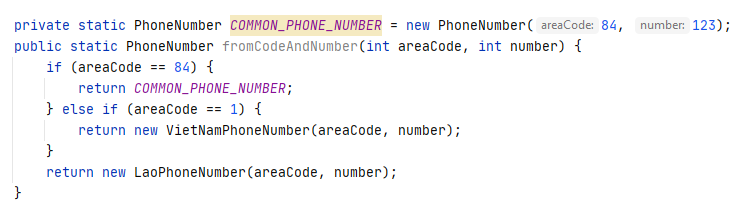 private static PhoneNumber COMMON_PHONE_NUMBER = new PhoneNumber( areaCode: 84, number: 123);
public static PhoneNumber fromCodeAndNumber(int areaCode, int number) {
    if (areaCode == 84) {
        return COMMON_PHONE_NUMBER;
    } else if (areaCode == 1) {
        return new VietNamPhoneNumber(areaCode, number);
    }
    return new LaoPhoneNumber(areaCode, number);
}